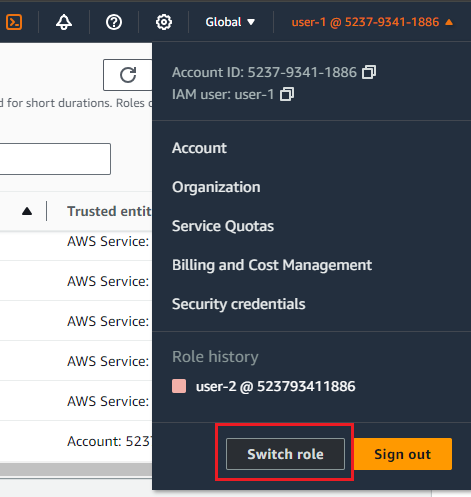 Global
user-1 @ 5237-9341-1886
Account ID: 5237-9341-1886
d for short durations. Roles
IAM user: user-1
Account
Organization
Trusted entit
Service Quotas
AWS Service:
Billing and Cost Management
AWS Service:
Security credentials
AWS Service:
AWS Service:
Role history
AWS Service:
user-2 @ 523793411886
Account: 5237
Switch role
Sign out